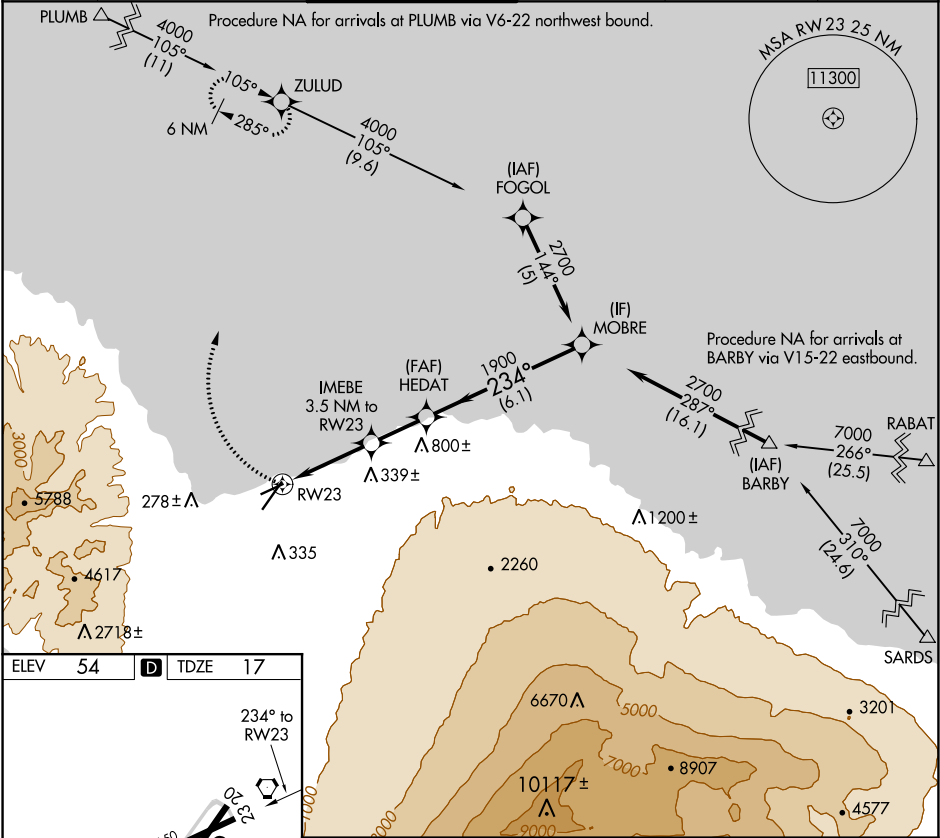 PLUMB
Procedure NA for arrivals at PLUMB via V6-22 northwest bound.
4000
105°
(11)
105°
ZULUD
6 NM
285°
4000
105°
(9.6)
MSA RW23 25 NM
11300
(IAF)
FOGOL
2700
144°
(5)
(IF)
MOBRE
Procedure NA for arrivals at
BARBY via V15-22 eastbound.
1900
234°
(6.1)
(FAF)
HEDAT
IMEBE
3.5 NM to
RW23
2700
287°
(16.1)
RABAT
7000
266°
(25.5)
(IAF)
BARBY
800±
339±
RW23
278±
335
1200±
7000
310°
(24.6)
SARDS
3000
5788
4617
2718±
2260
ELEV 54 D TDZE 17
234° to
RW23
23 20
50
1000
6670
5000
3201
7000
8907
10117±
9000
4577